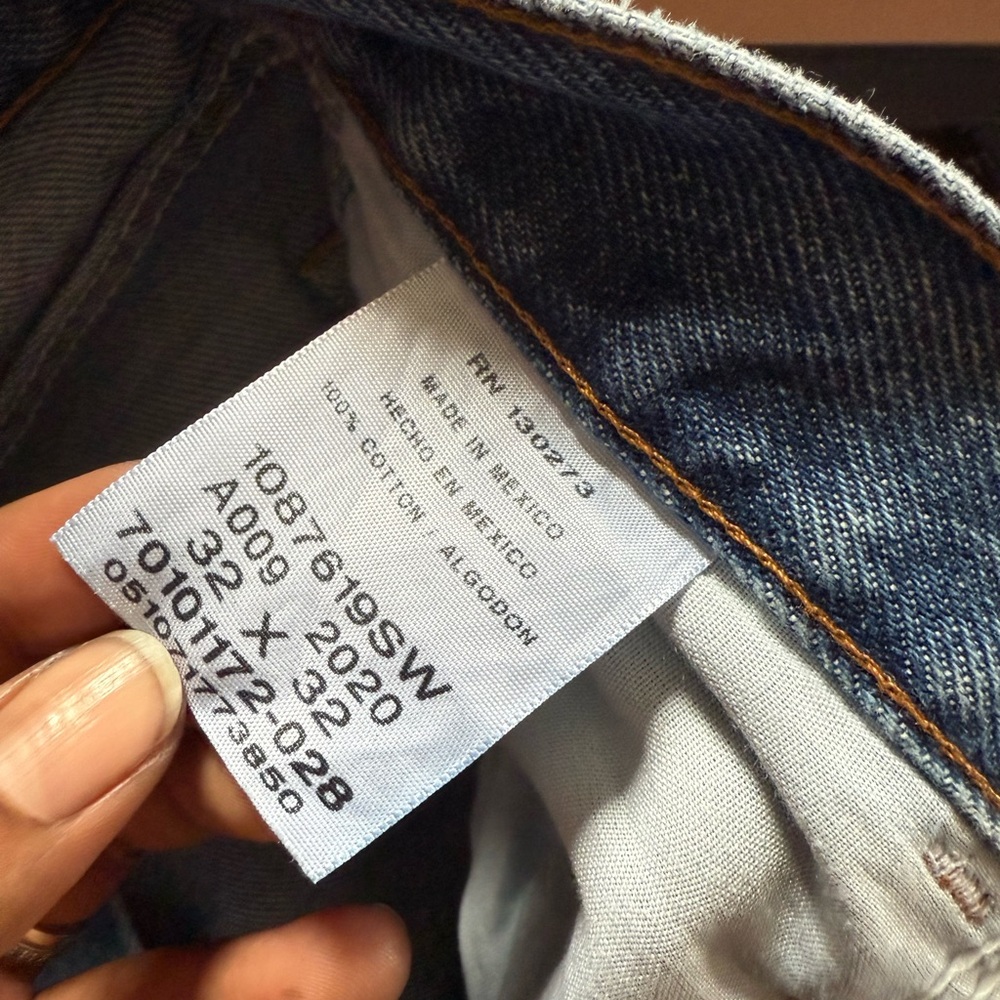 RN 130273
MADE IN MEXICO
HECHO EN MEXICO
100% COTTON , ALGODON
1087619SW
A009 2020
32 X 32
70101172-028